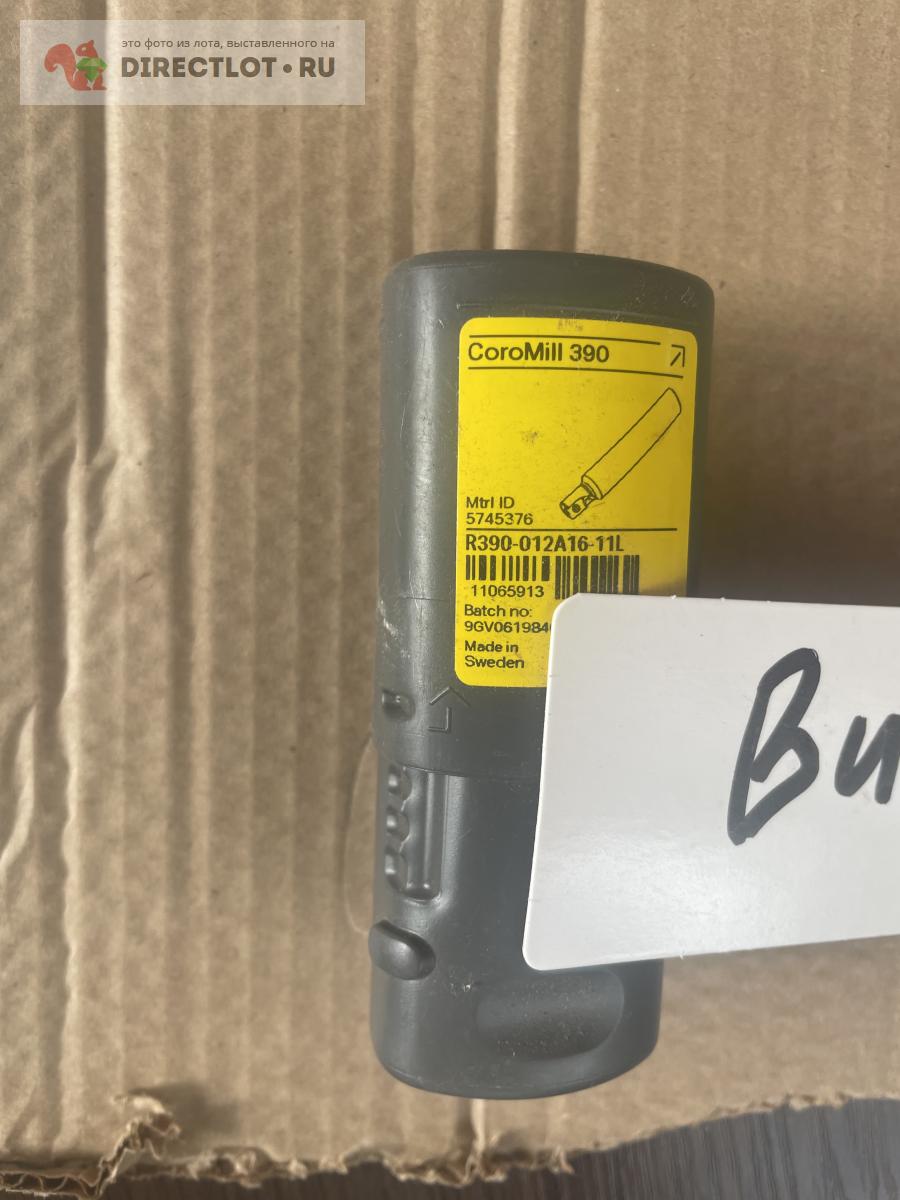 это фото из лота, выставленного на
DIRECTLOT•RU
CoroMill 390
Mtrl ID
5745376
R390-012A16-11L
11065913
Batch no:
9GV061984
Made in
Sweden